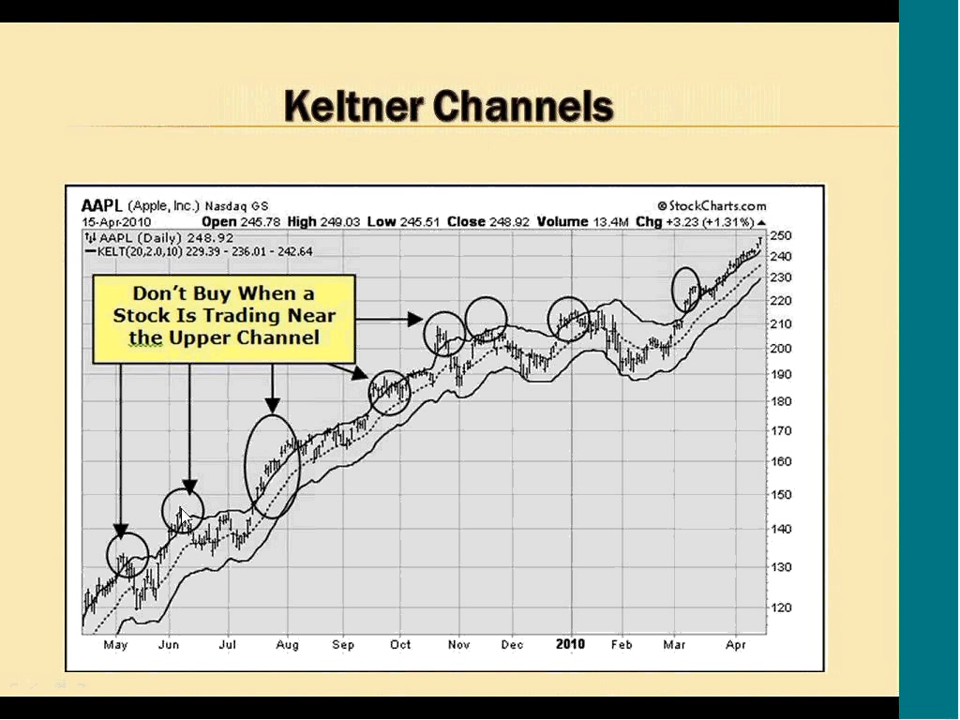 Keltner Channels
AAPL (Apple, Inc.) Nasdaq GS
©StockCharts.com
15-Apr-2010 Open 245.78 High 249.03 Low 245.51 Close 248.92 Volume 13.4M Chg +3.23 (+1.31%)
AAPL (Daily) 248.92
KELT(20,2.0,10) 229.39 - 236.01 - 242.64
Don't Buy When a
Stock Is Trading Near
the Upper Channel
250
240
230
220
210
200
190
180
170
160
150
140
130
120
May Jun Jul Aug Sep Oct Nov Dec 2010 Feb Mar Apr